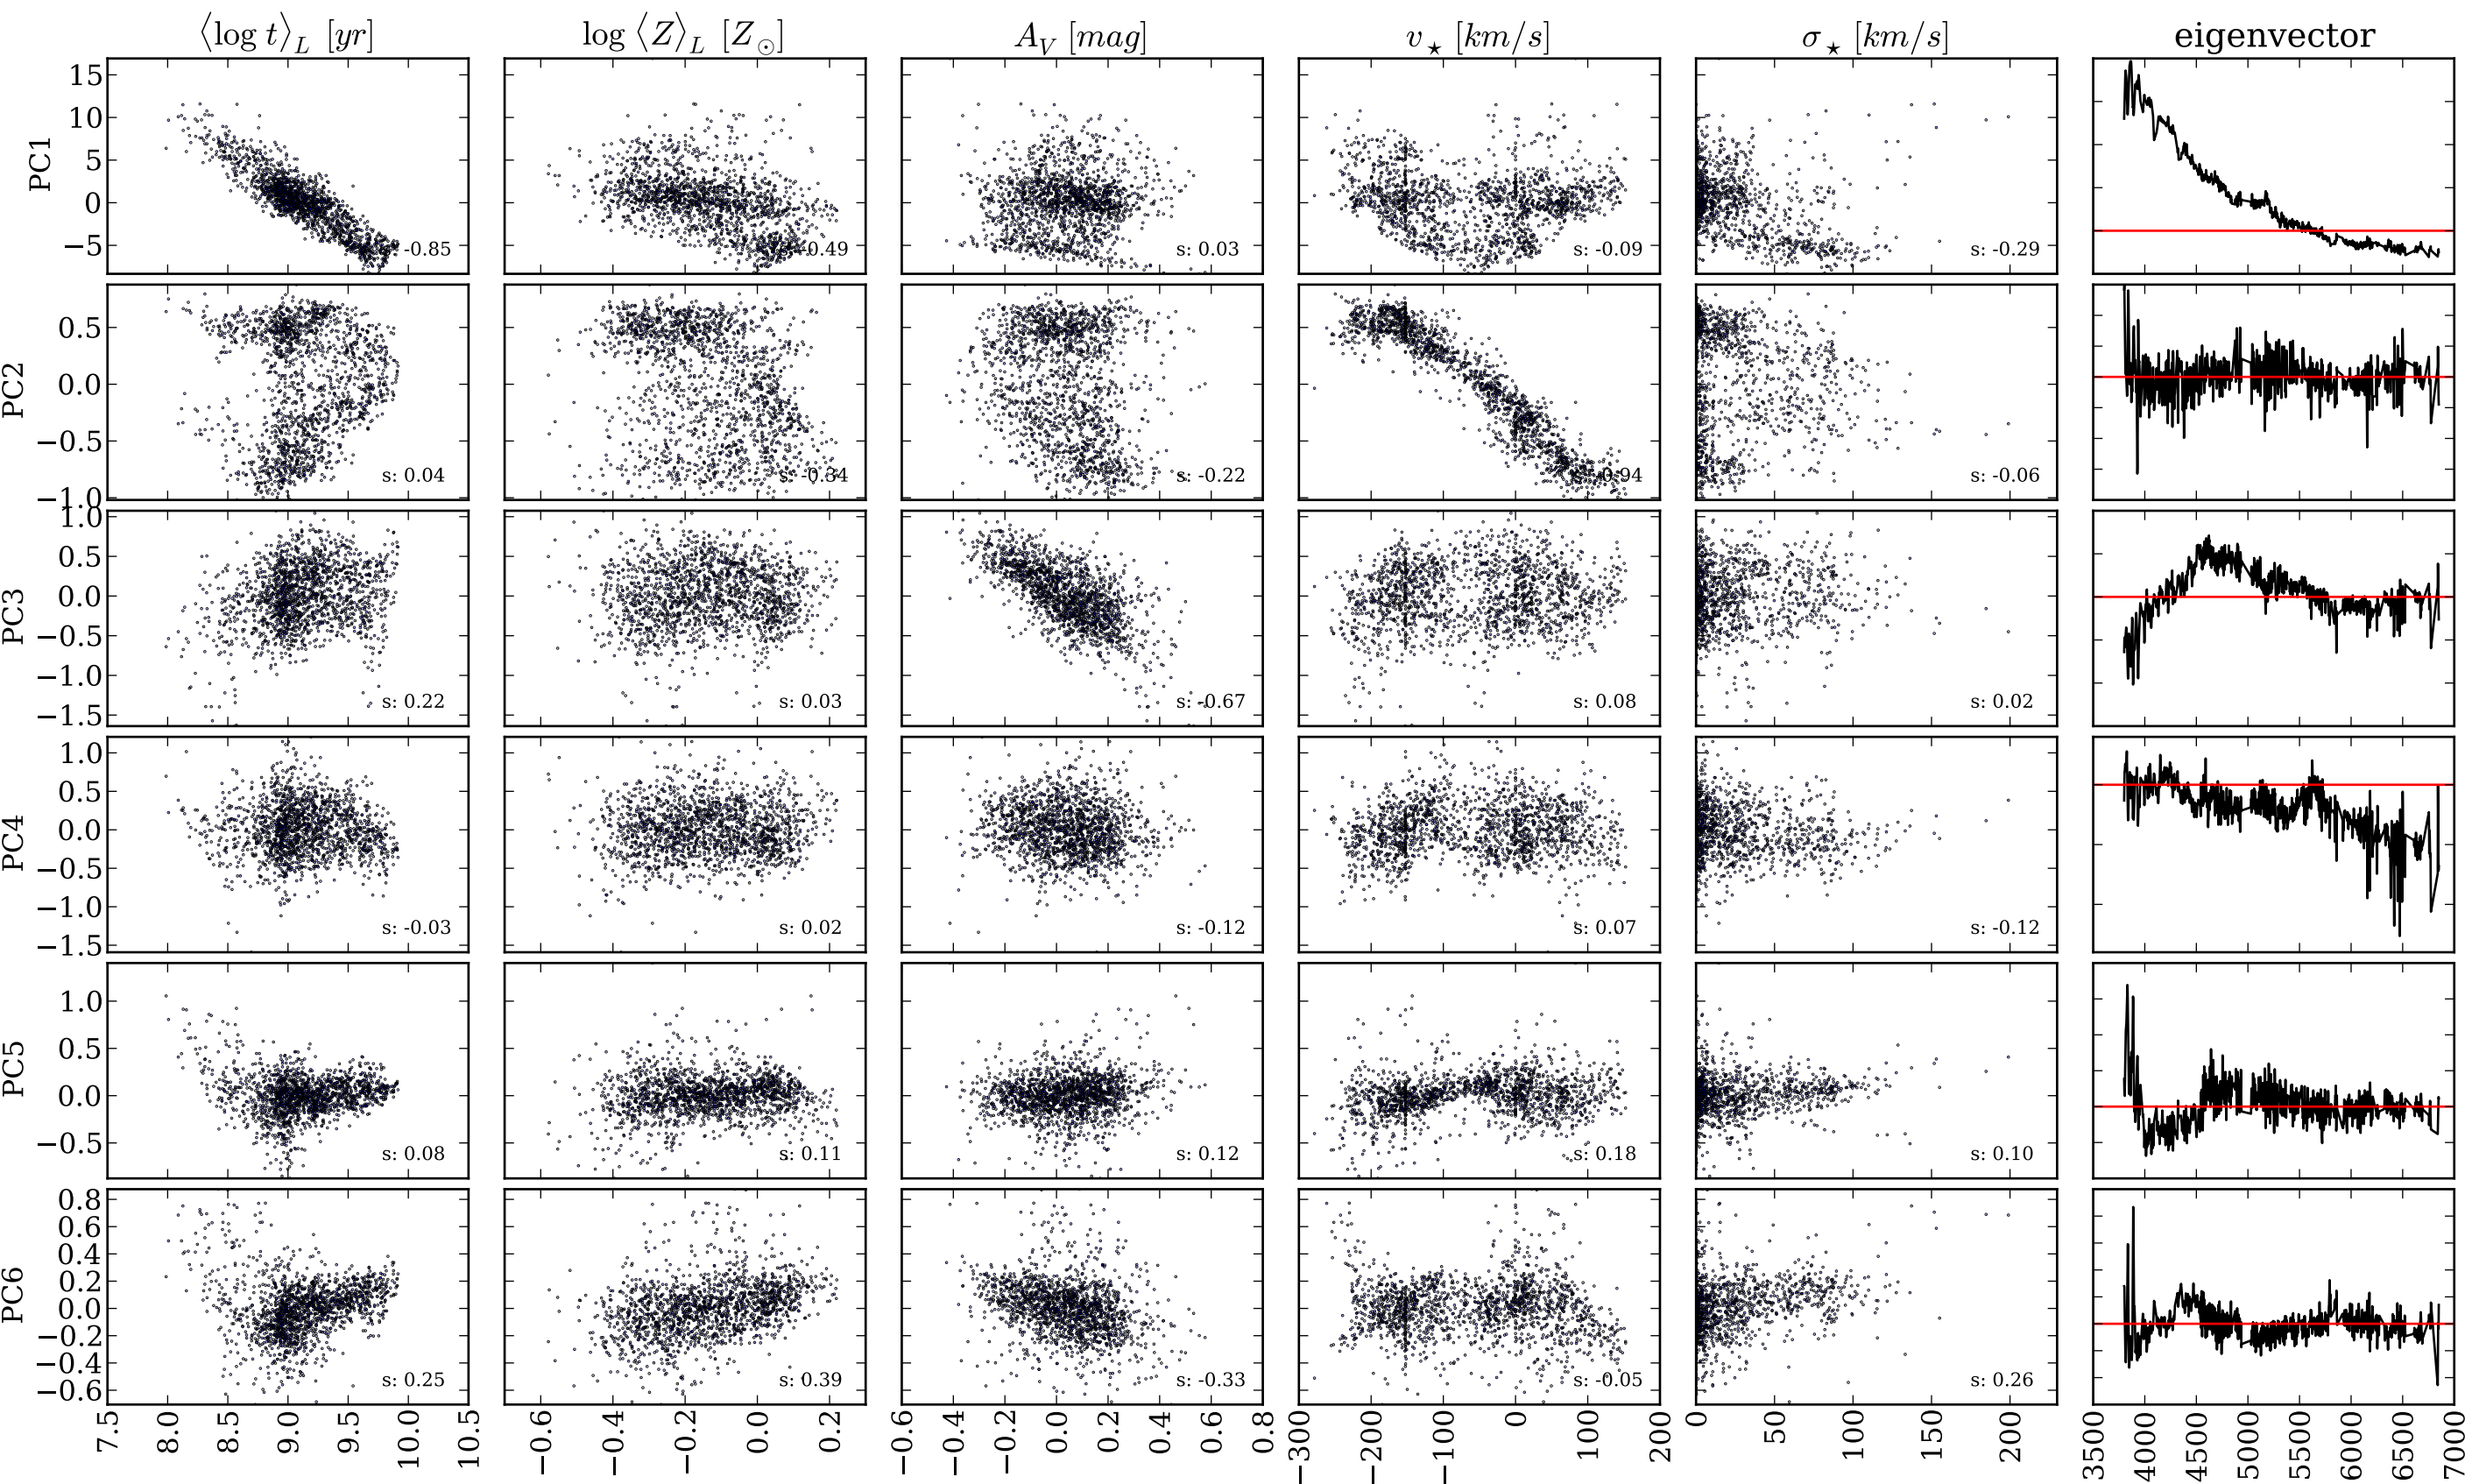 ⟨log t⟩_L [yr]
log ⟨Z⟩_L [Z_⊙]
A_V [mag]
v_⋆ [km/s]
σ_⋆ [km/s]
eigenvector
PC1
15
10
5
0
−5
-0.85
-0.49
s: 0.03
s: -0.09
s: -0.29
PC2
0.5
0.0
−0.5
−1.0
s: 0.04
s: -0.34
s: -0.22
s: -0.94
s: -0.06
PC3
1.0
0.5
0.0
−0.5
−1.0
−1.5
s: 0.22
s: 0.03
s: -0.67
s: 0.08
s: 0.02
PC4
1.0
0.5
0.0
−0.5
−1.0
−1.5
s: -0.03
s: 0.02
s: -0.12
s: 0.07
s: -0.12
PC5
1.0
0.5
0.0
−0.5
s: 0.08
s: 0.11
s: 0.12
s: 0.18
s: 0.10
PC6
0.8
0.6
0.4
0.2
0.0
−0.2
−0.4
−0.6
s: 0.25
s: 0.39
s: -0.33
s: -0.05
s: 0.26
7.5 8.0 8.5 9.0 9.5 10.0 10.5
−0.6 −0.4 −0.2 0.0 0.2
−0.6 −0.4 −0.2 0.0 0.2 0.4 0.6 0.8
−300 −200 −100 0 100 200
0 50 100 150 200
3500 4000 4500 5000 5500 6000 6500 7000